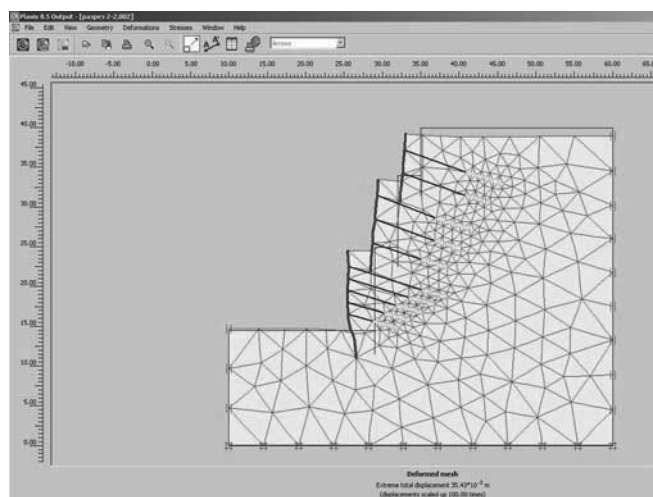 Plaxis 8.5 Output - [paspes 2-2.002]
File Edit View Geometry Deformations Stresses Window Help
Arrows
-10.00 -5.00 0.00 5.00 10.00 15.00 20.00 25.00 30.00 35.00 40.00 45.00 50.00 55.00 60.00 65.00
45.00
40.00
35.00
30.00
25.00
20.00
15.00
10.00
5.00
0.00
Deformed mesh
Extreme total displacement 35.43*10⁻³ m
(displacements scaled up 100.00 times)